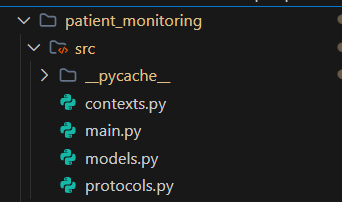 patient_monitoring
src
__pycache__
contexts.py
main.py
models.py
protocols.py